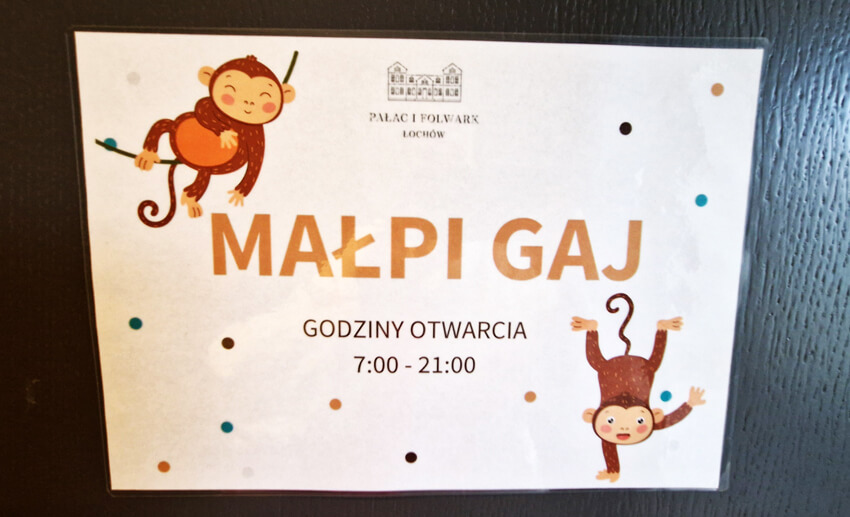 PAŁAC I FOLWARK
ŁOCHÓW
MAŁPI GAJ
GODZINY OTWARCIA
7:00 - 21:00